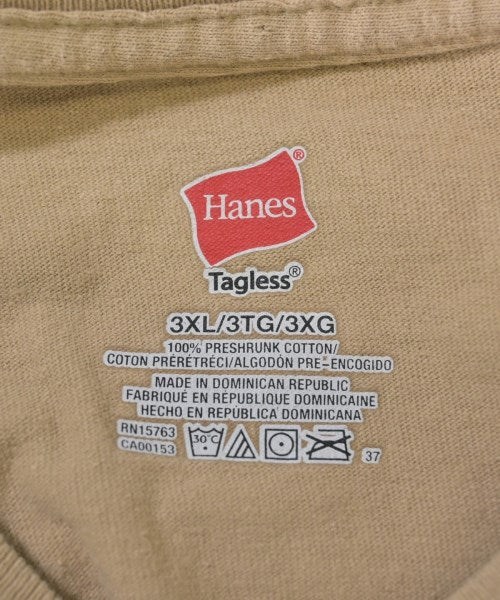 Hanes®
Tagless®
3XL/3TG/3XG
100% PRESHRUNK COTTON/
COTON PRÉRÉTRÉCI/ALGODÓN PRE-ENCOGIDO
MADE IN DOMINICAN REPUBLIC
FABRIQUÉ EN RÉPUBLIQUE DOMINICAINE
HECHO EN REPÚBLICA DOMINICANA
RN15763
CA00153
30°C
37